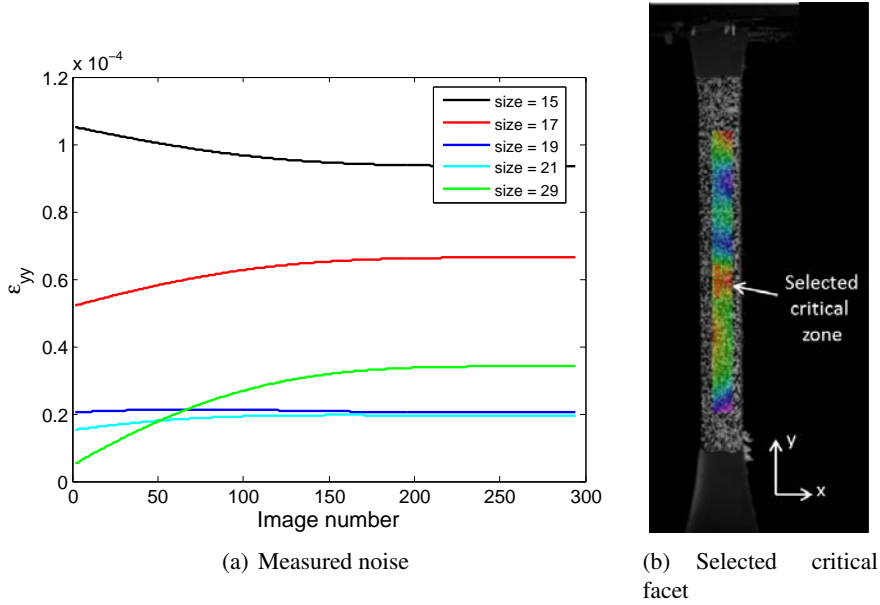 x 10⁻⁴
1.2
1
0.8
0.6
0.4
0.2
0
εyy
0
50
100
150
200
250
300
Image number
size = 15
size = 17
size = 19
size = 21
size = 29
(a) Measured noise
Selected
critical
zone
y
x
(b) Selected critical
facet